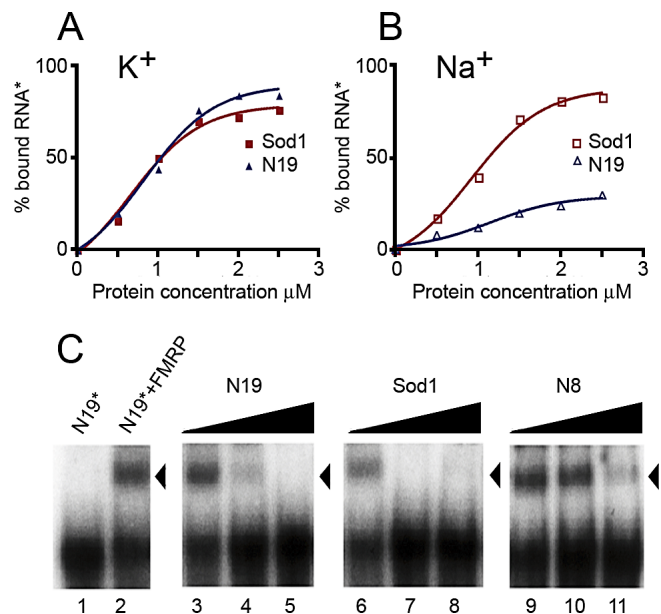 A
K+
100
50
0
% bound RNA*
Sod1
N19
0
1
2
3
Protein concentration µM
B
Na+
100
50
0
% bound RNA*
Sod1
N19
0
1
2
3
Protein concentration µM
C
N19*
N19*+FMRP
N19
Sod1
N8
1 2 3 4 5 6 7 8 9 10 11